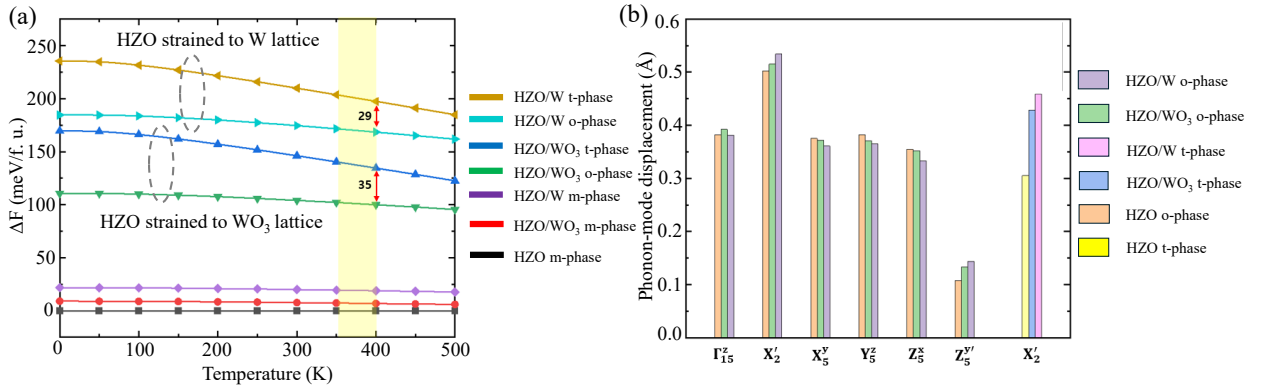 (a)
ΔF (meV/f. u.)
250
200
150
100
50
0
HZO strained to W lattice
29
35
HZO strained to WO₃ lattice
0 100 200 300 400 500
Temperature (K)
HZO/W t-phase
HZO/W o-phase
HZO/WO₃ t-phase
HZO/WO₃ o-phase
HZO/W m-phase
HZO/WO₃ m-phase
HZO m-phase
(b)
Phonon-mode displacement (Å)
0.6
0.5
0.4
0.3
0.2
0.1
0.0
Γ₁₅ᶻ X₂′ X₅ʸ Y₅ᶻ Z₅ˣ Z₅ʸ′ X₂′
HZO/W o-phase
HZO/WO₃ o-phase
HZO/W t-phase
HZO/WO₃ t-phase
HZO o-phase
HZO t-phase